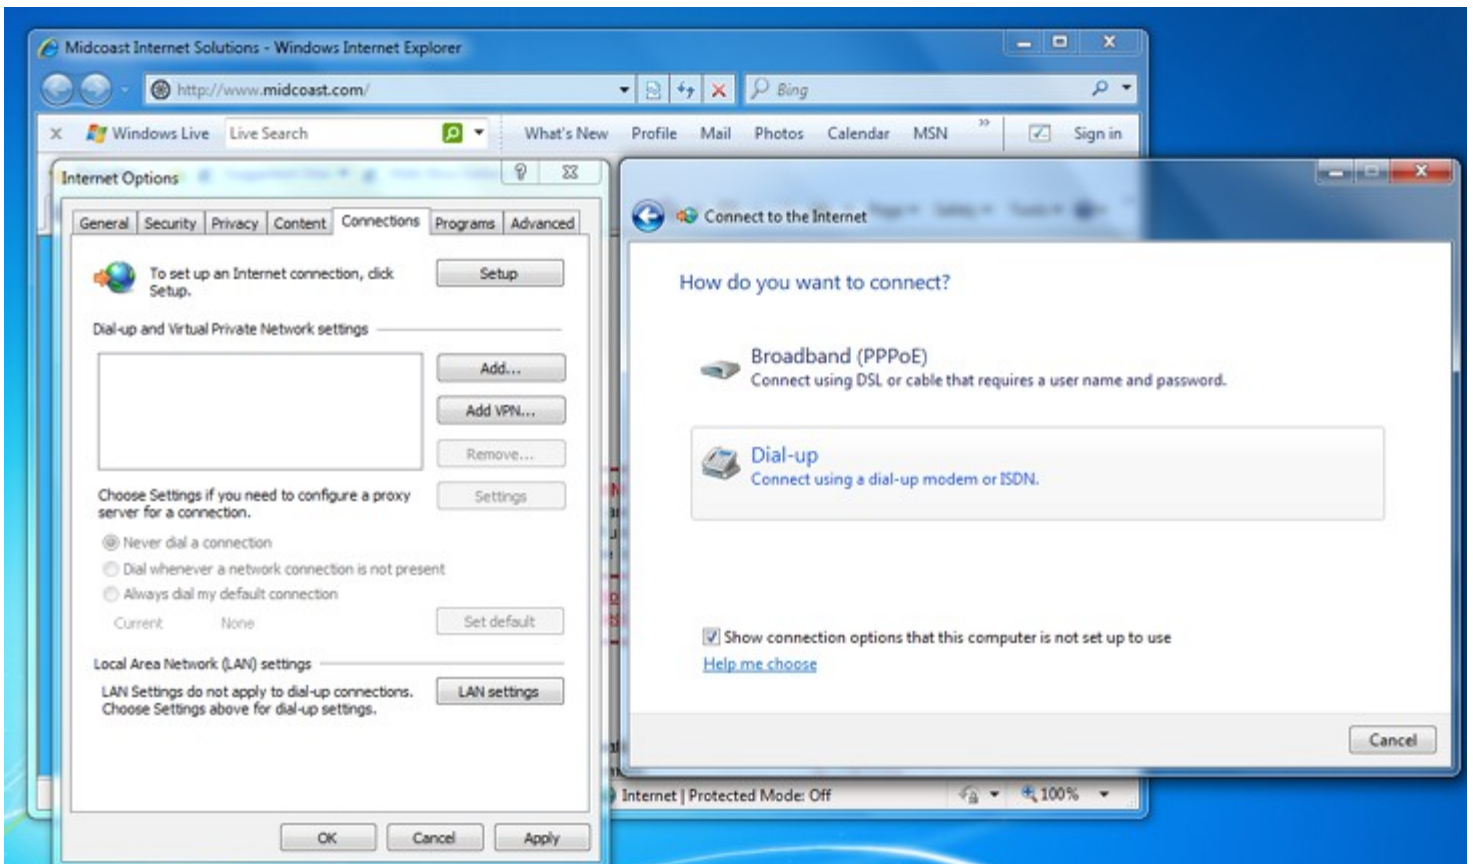 Midcoast Internet Solutions - Windows Internet Explorer
http://www.midcoast.com/
Bing
Windows Live
Live Search
What's New Profile Mail Photos Calendar MSN
»
Sign in
Internet Options
General Security Privacy Content Connections Programs Advanced
To set up an Internet connection, click
Setup.
Setup
Dial-up and Virtual Private Network settings
Add...
Add VPN...
Remove...
Choose Settings if you need to configure a proxy
server for a connection.
Settings
Never dial a connection
Dial whenever a network connection is not present
Always dial my default connection
Current None
Set default
Local Area Network (LAN) settings
LAN Settings do not apply to dial-up connections.
Choose Settings above for dial-up settings.
LAN settings
OK Cancel Apply
Connect to the Internet
How do you want to connect?
Broadband (PPPoE)
Connect using DSL or cable that requires a user name and password.
Dial-up
Connect using a dial-up modem or ISDN.
Show connection options that this computer is not set up to use
Help me choose
Cancel
Internet | Protected Mode: Off
100%